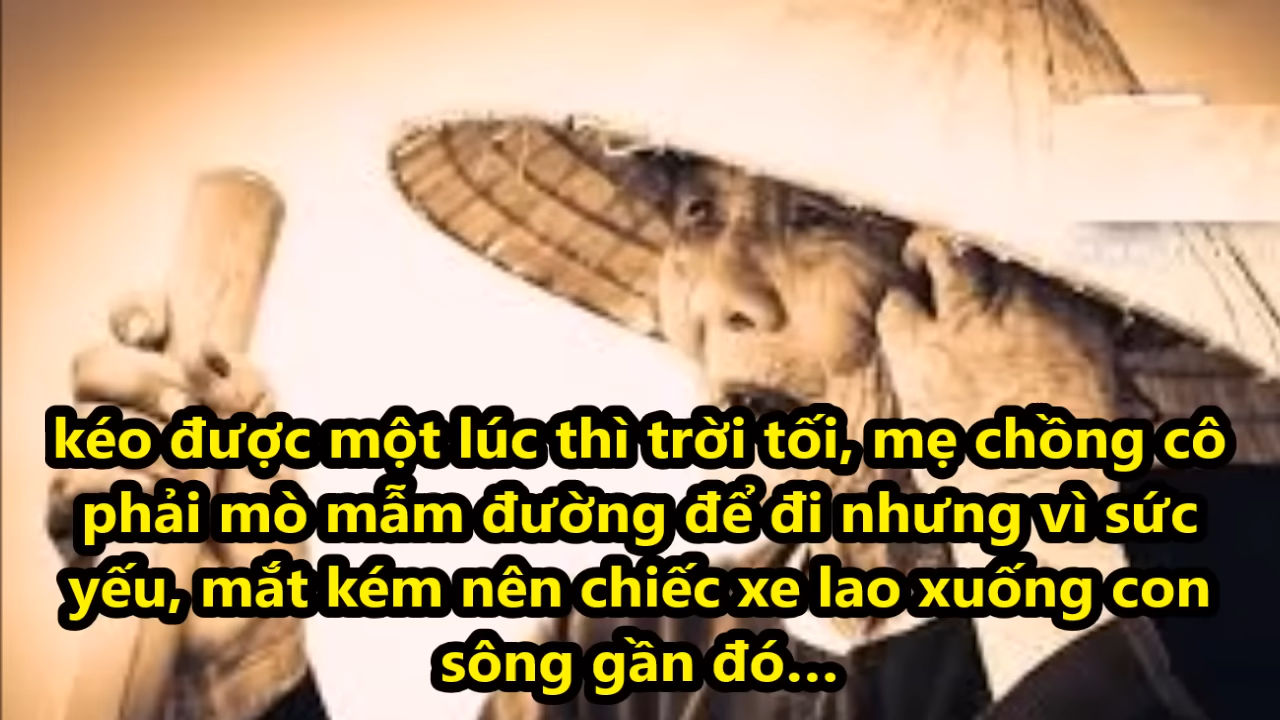 kéo được một lúc thì trời tối, mẹ chồng cô
phải mò mẫm đường để đi nhưng vì sức
yếu, mắt kém nên chiếc xe lao xuống con
sông gần đó...